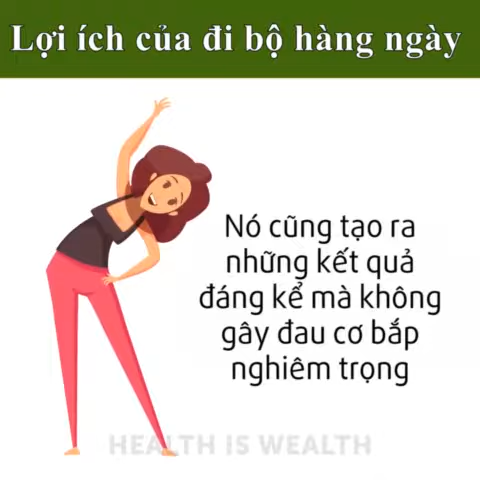 Lợi ích của đi bộ hàng ngày
Nó cũng tạo ra
những kết quả
đáng kể mà không
gây đau cơ bắp
nghiêm trọng
HEALTH IS WEALTH